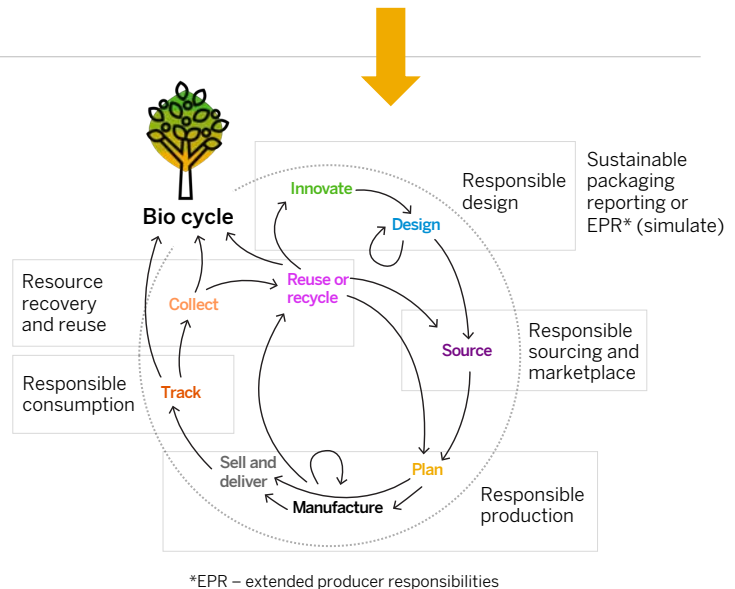 Bio cycle
Innovate
Design
Responsible
design
Sustainable
packaging
reporting or
EPR* (simulate)
Resource
recovery
and reuse
Collect
Reuse or
recycle
Source
Responsible
sourcing and
marketplace
Responsible
consumption
Track
Sell and
deliver
Manufacture
Plan
Responsible
production
*EPR – extended producer responsibilities